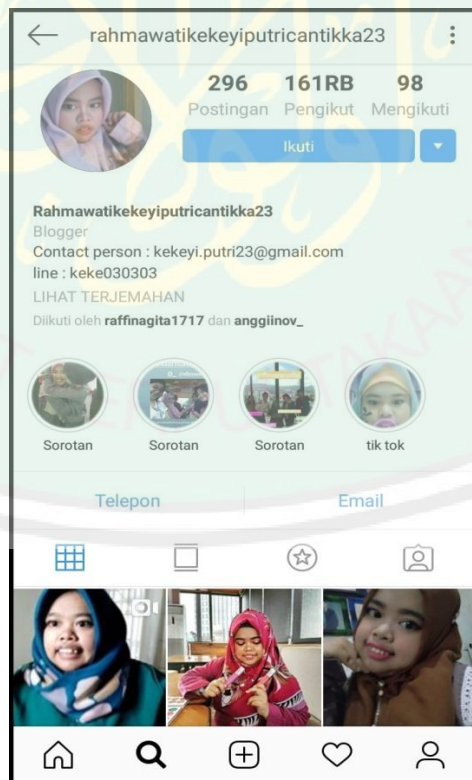 rahmawatikekeyiputricantikka23
296 161RB 98
Postingan Pengikut Mengikuti
Ikuti
Rahmawatikekeyiputricantikka23
Blogger
Contact person : kekeyi.putri23@gmail.com
line : keke030303
LIHAT TERJEMAHAN
Diikuti oleh raffinagita1717 dan anggiinov_
Sorotan Sorotan Sorotan tik tok
Telepon Email